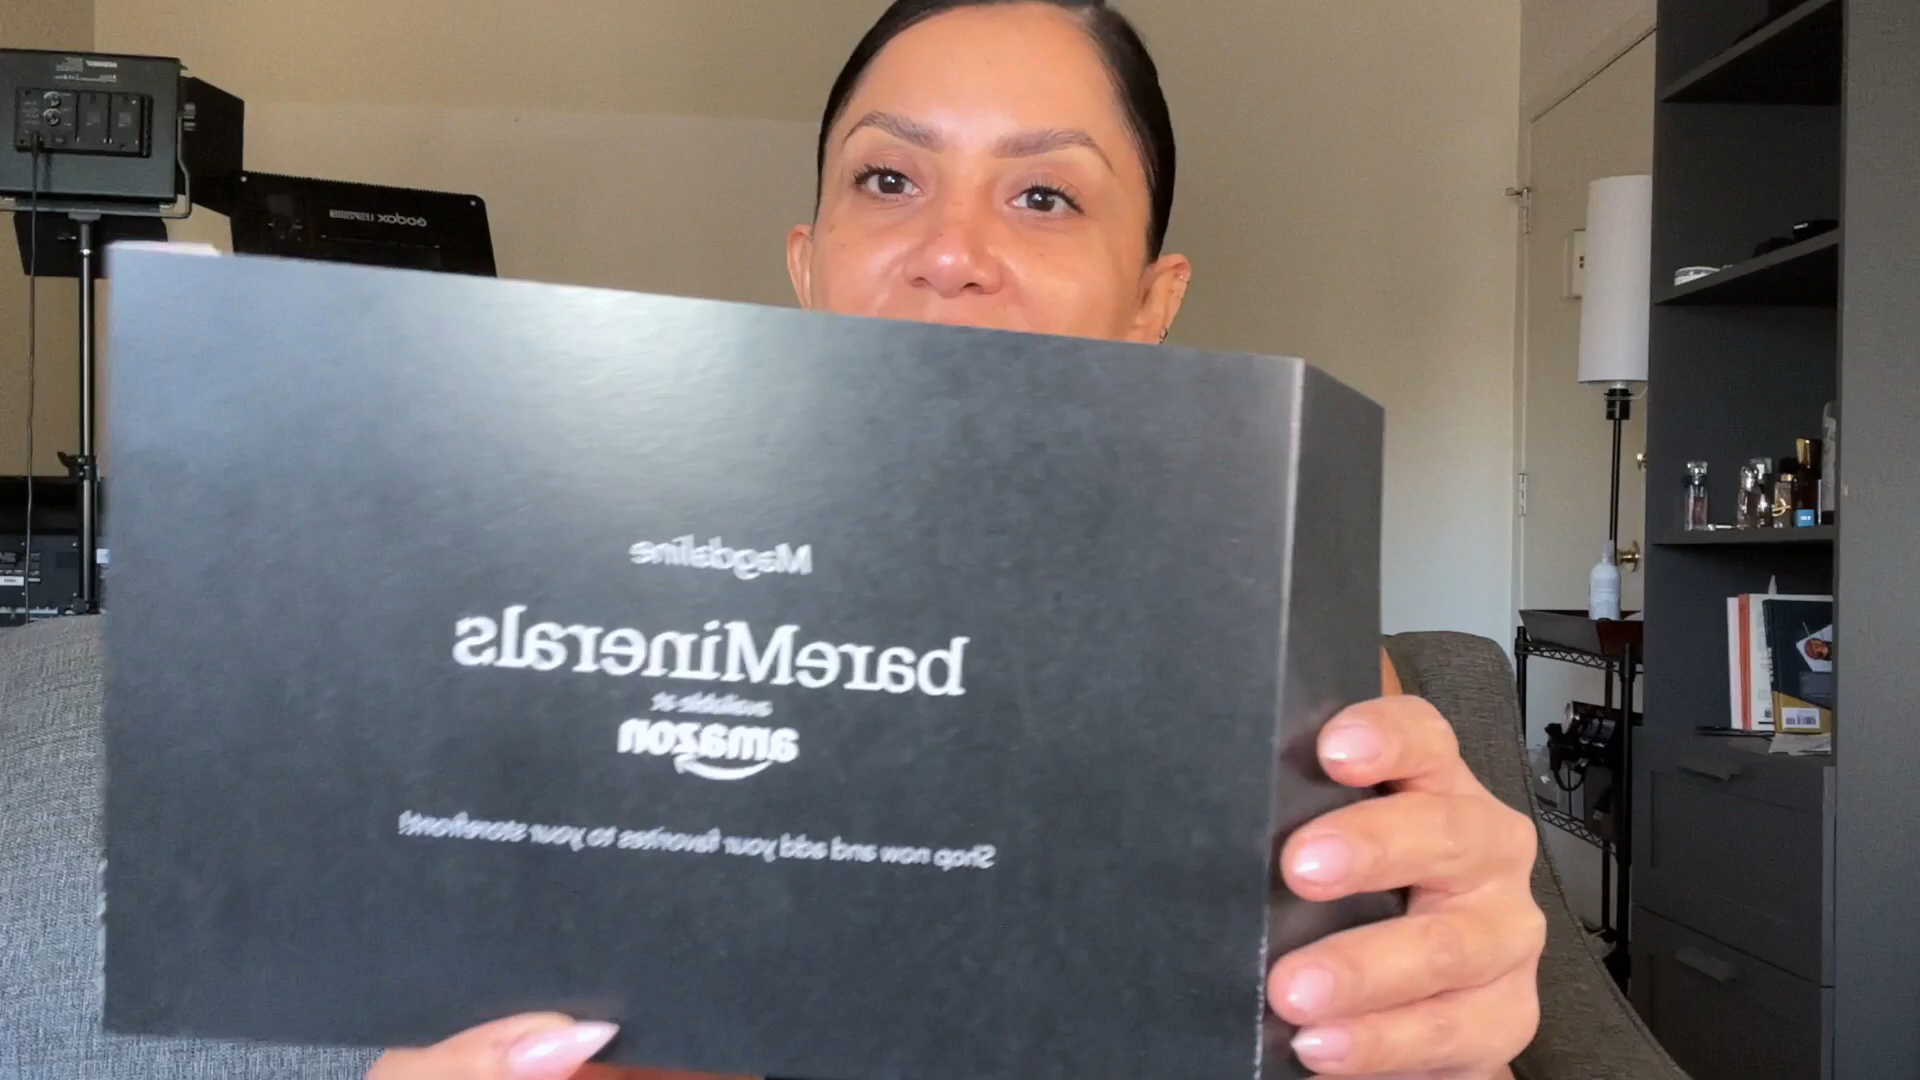 Godox
Magdaline
bareMinerals
available at
amazon
Shop now and add your favorites to your storefront!